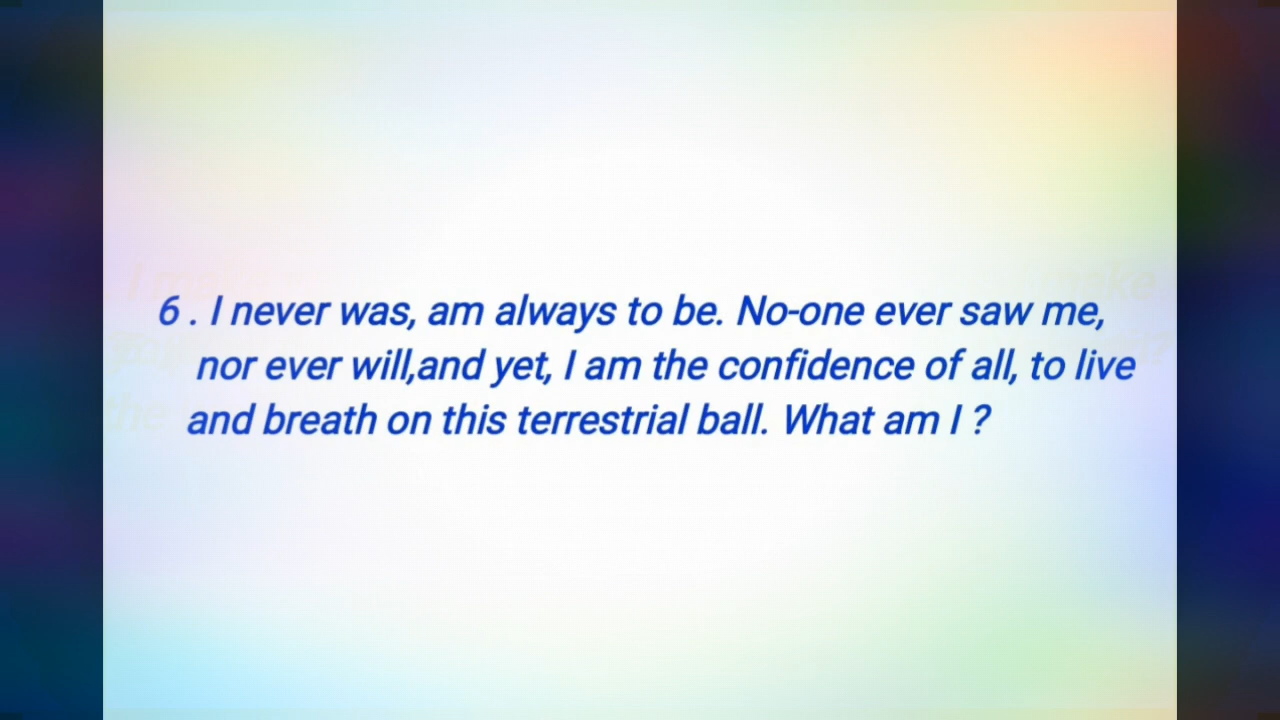 6 . I never was, am always to be. No-one ever saw me,
nor ever will,and yet, I am the confidence of all, to live
and breath on this terrestrial ball. What am I ?